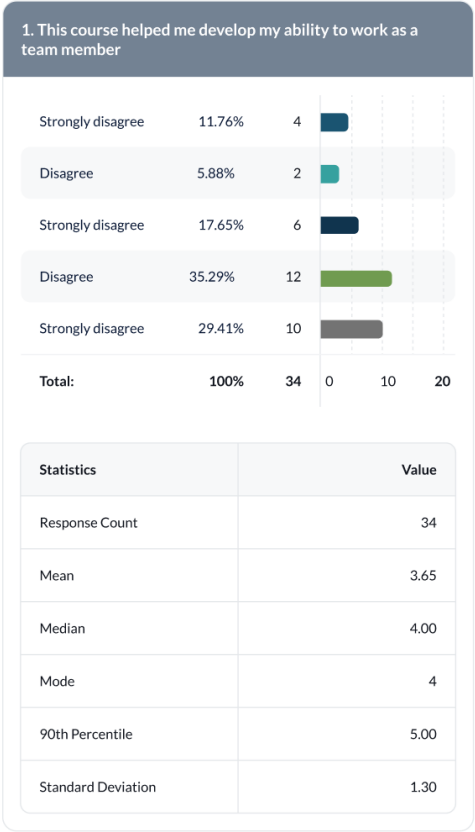 1. This course helped me develop my ability to work as a
team member
Strongly disagree 11.76% 4
Disagree 5.88% 2
Strongly disagree 17.65% 6
Disagree 35.29% 12
Strongly disagree 29.41% 10
Total: 100% 34 0 10 20
Statistics Value
Response Count 34
Mean 3.65
Median 4.00
Mode 4
90th Percentile 5.00
Standard Deviation 1.30